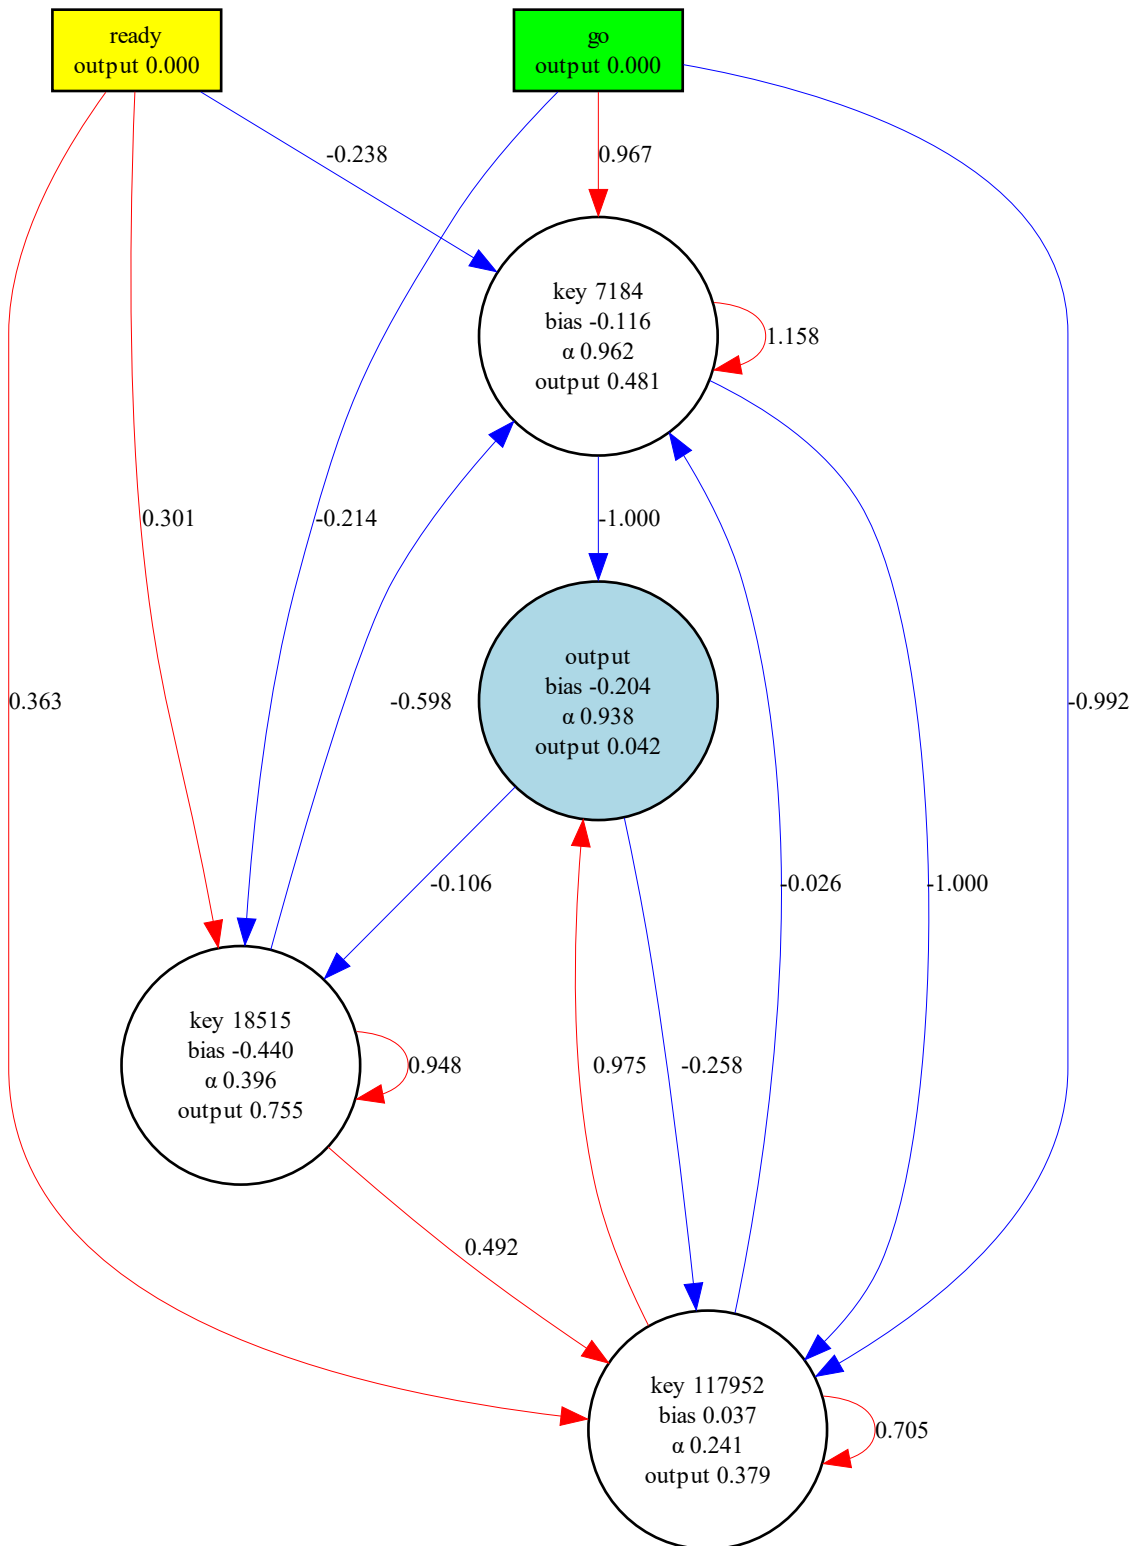 ready
output 0.000
go
output 0.000
-0.238
0.967
key 7184
bias -0.116
α 0.962
output 0.481
1.158
0.301
-0.214
-1.000
output
bias -0.204
α 0.938
output 0.042
0.363
-0.598
-0.992
-0.106
-0.026
-1.000
key 18515
bias -0.440
α 0.396
output 0.755
0.948
0.975
-0.258
0.492
key 117952
bias 0.037
α 0.241
output 0.379
0.705